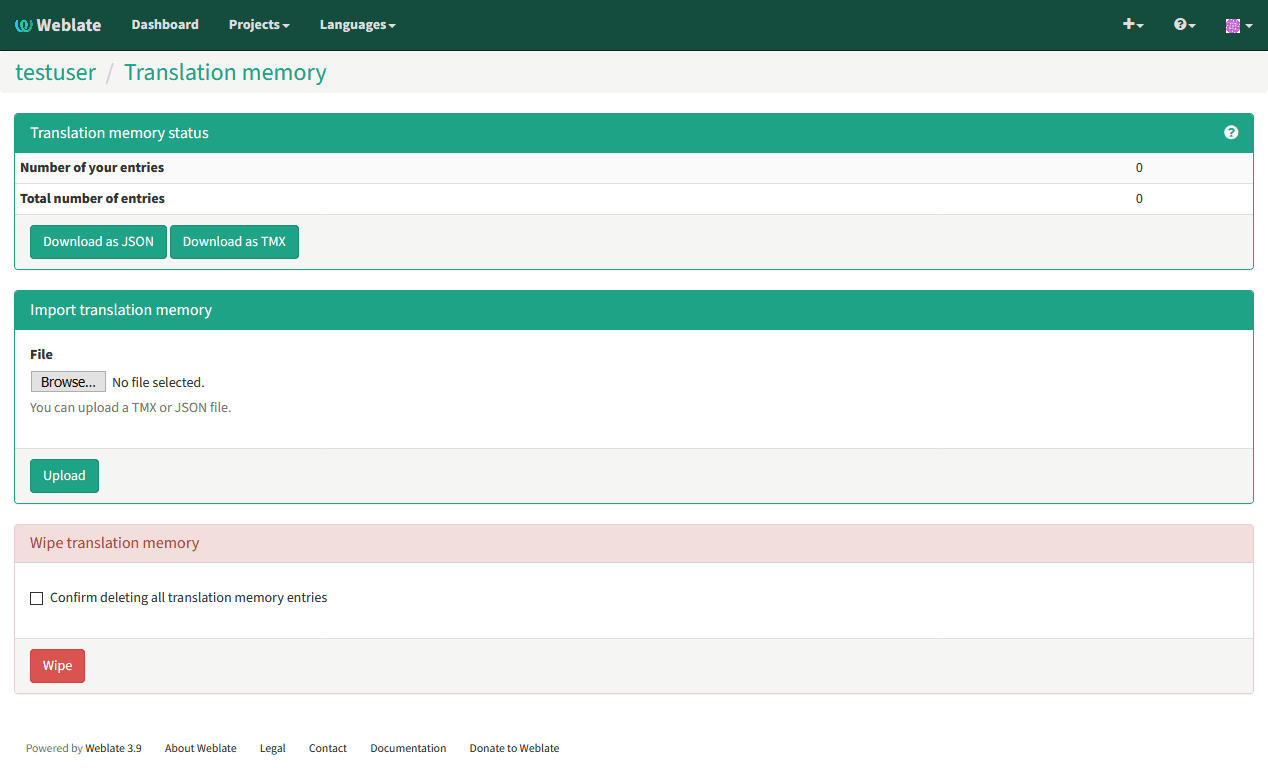 Weblate Dashboard Projects Languages
testuser / Translation memory
Translation memory status
Number of your entries 0
Total number of entries 0
Download as JSON Download as TMX
Import translation memory
File
Browse... No file selected.
You can upload a TMX or JSON file.
Upload
Wipe translation memory
Confirm deleting all translation memory entries
Wipe
Powered by Weblate 3.9 About Weblate Legal Contact Documentation Donate to Weblate